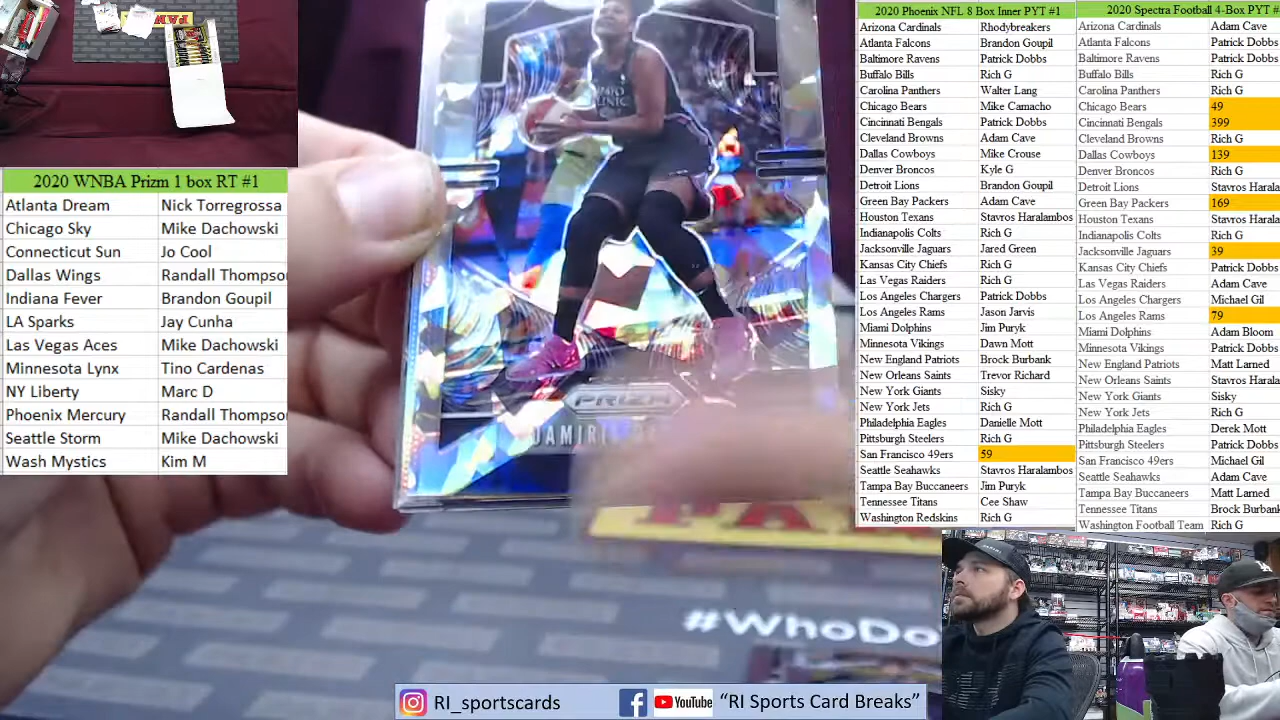 2020 WNBA Prizm 1 box RT #1
Atlanta Dream Nick Torregrossa
Chicago Sky Mike Dachowski
Connecticut Sun Jo Cool
Dallas Wings Randall Thompso
Indiana Fever Brandon Goupil
LA Sparks Jay Cunha
Las Vegas Aces Mike Dachowski
Minnesota Lynx Tino Cardenas
NY Liberty Marc D
Phoenix Mercury Randall Thompso
Seattle Storm Mike Dachowski
Wash Mystics Kim M
PRIZM
DAMIRIS
#WHODO
2020 Phoenix NFL 8 Box Inner PYT #1
Arizona Cardinals Rhodybreakers
Atlanta Falcons Brandon Goupil
Baltimore Ravens Patrick Dobbs
Buffalo Bills Rich G
Carolina Panthers Walter Lang
Chicago Bears Mike Camacho
Cincinnati Bengals Patrick Dobbs
Cleveland Browns Adam Cave
Dallas Cowboys Mike Crouse
Denver Broncos Kyle G
Detroit Lions Brandon Goupil
Green Bay Packers Adam Cave
Houston Texans Stavros Haralambos
Indianapolis Colts Rich G
Jacksonville Jaguars Jared Green
Kansas City Chiefs Rich G
Las Vegas Raiders Rich G
Los Angeles Chargers Patrick Dobbs
Los Angeles Rams Jason Jarvis
Miami Dolphins Jim Puryk
Minnesota Vikings Dawn Mott
New England Patriots Brock Burbank
New Orleans Saints Trevor Richard
New York Giants Sisky
New York Jets Rich G
Philadelphia Eagles Danielle Mott
Pittsburgh Steelers Rich G
San Francisco 49ers 59
Seattle Seahawks Stavros Haralambos
Tampa Bay Buccaneers Jim Puryk
Tennessee Titans Cee Shaw
Washington Redskins Rich G
2020 Spectra Football 4-Box PYT #
Arizona Cardinals Adam Cave
Atlanta Falcons Patrick Dobbs
Baltimore Ravens Patrick Dobbs
Buffalo Bills Rich G
Carolina Panthers Rich G
Chicago Bears 49
Cincinnati Bengals 399
Cleveland Browns Rich G
Dallas Cowboys 139
Denver Broncos Rich G
Detroit Lions Stavros Harala
Green Bay Packers 169
Houston Texans Stavros Harala
Indianapolis Colts Rich G
Jacksonville Jaguars 39
Kansas City Chiefs Patrick Dobbs
Las Vegas Raiders Adam Cave
Los Angeles Chargers Michael Gil
Los Angeles Rams 79
Miami Dolphins Adam Bloom
Minnesota Vikings Patrick Dobbs
New England Patriots Matt Larned
New Orleans Saints Stavros Harala
New York Giants Sisky
New York Jets Rich G
Philadelphia Eagles Derek Mott
Pittsburgh Steelers Patrick Dobbs
San Francisco 49ers Michael Gil
Seattle Seahawks Adam Cave
Tampa Bay Buccaneers Matt Larned
Tennessee Titans Brock Burbank
Washington Football Team Rich G
RI_Sportscards
YouTube RI Sports Card Breaks